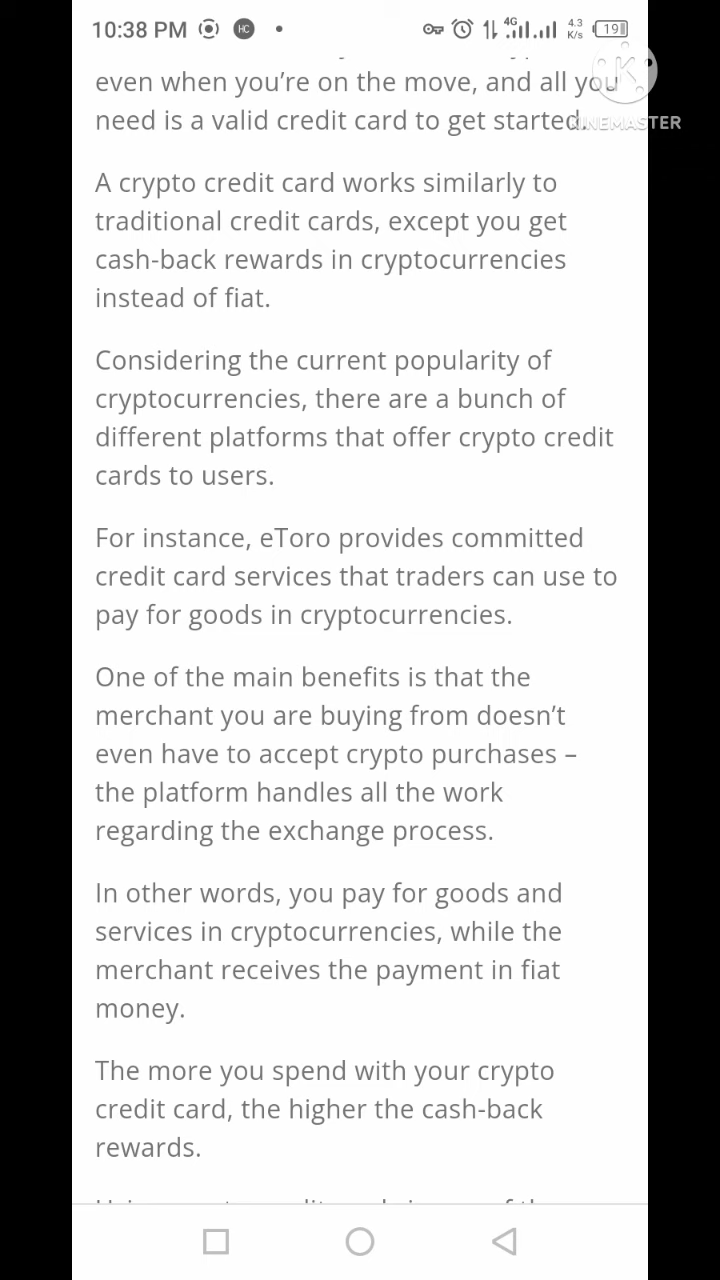 10:38 PM HC 4G 4.3 K/s 19
even when you’re on the move, and all you
KINEMASTER
need is a valid credit card to get started.
A crypto credit card works similarly to
traditional credit cards, except you get
cash-back rewards in cryptocurrencies
instead of fiat.
Considering the current popularity of
cryptocurrencies, there are a bunch of
different platforms that offer crypto credit
cards to users.
For instance, eToro provides committed
credit card services that traders can use to
pay for goods in cryptocurrencies.
One of the main benefits is that the
merchant you are buying from doesn’t
even have to accept crypto purchases –
the platform handles all the work
regarding the exchange process.
In other words, you pay for goods and
services in cryptocurrencies, while the
merchant receives the payment in fiat
money.
The more you spend with your crypto
credit card, the higher the cash-back
rewards.